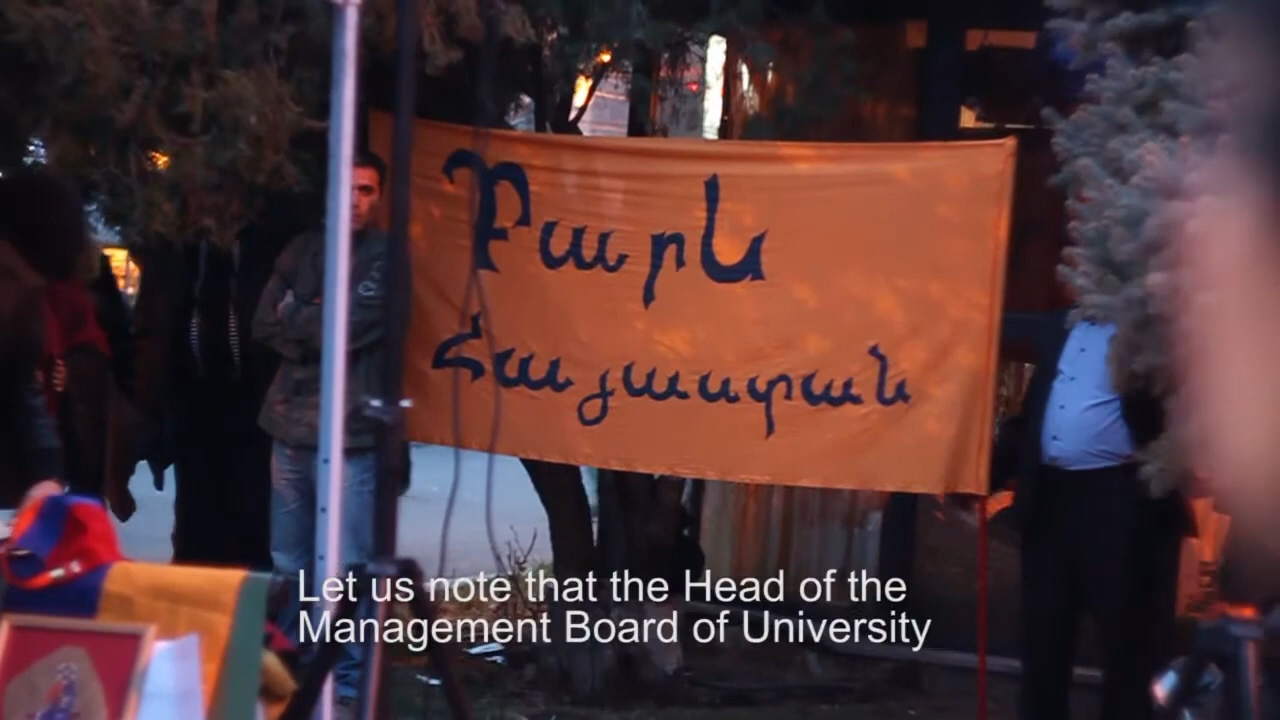 Բարև
Հայաստան
Let us note that the Head of the
Management Board of University